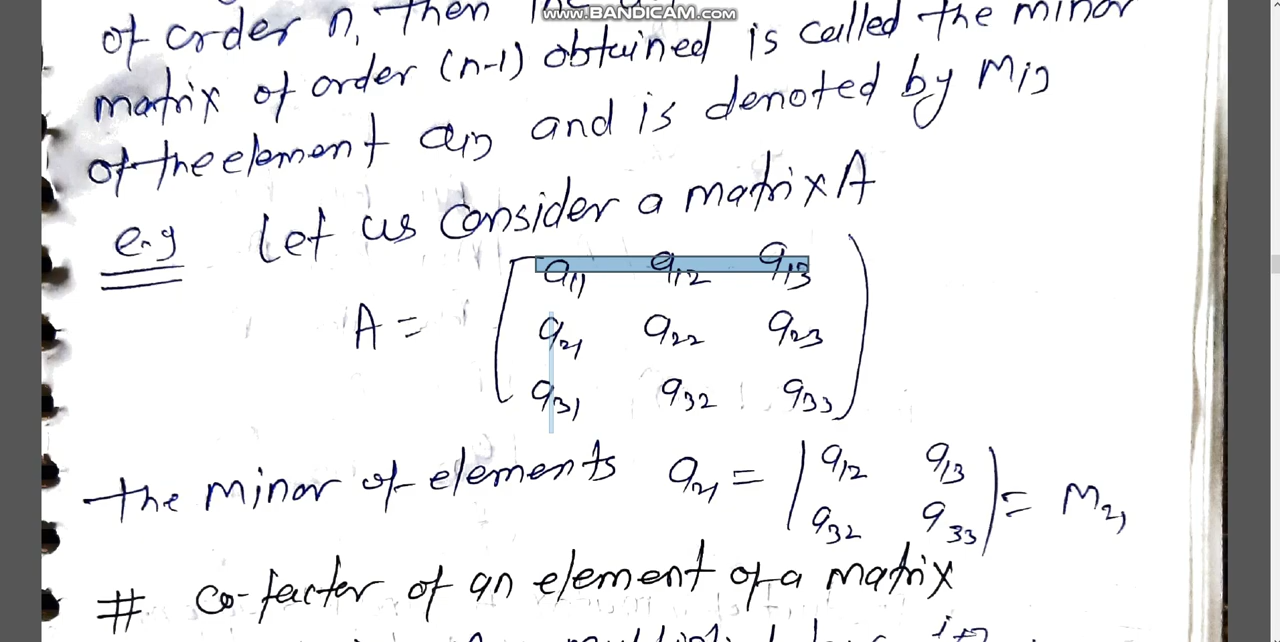 www.BANDICAM.com
of order n, then the
matrix of order (n-1) obtained is called the minor
of the element aij and is denoted by Mij
e.g Let us consider a matrix A
A = ( a11 a12 a13
a21 a22 a23
a31 a32 a33 )
the minor of elements a21 = | a12 a13
a32 a33 | = M21
# co-factor of an element of a matrix